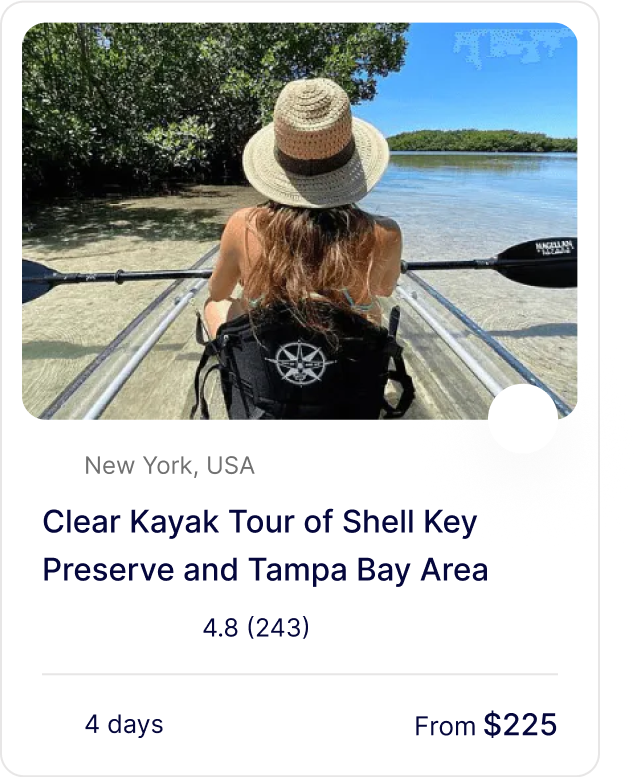 MAGELLAN
New York, USA
Clear Kayak Tour of Shell Key
Preserve and Tampa Bay Area
4.8 (243)
4 days
From $225